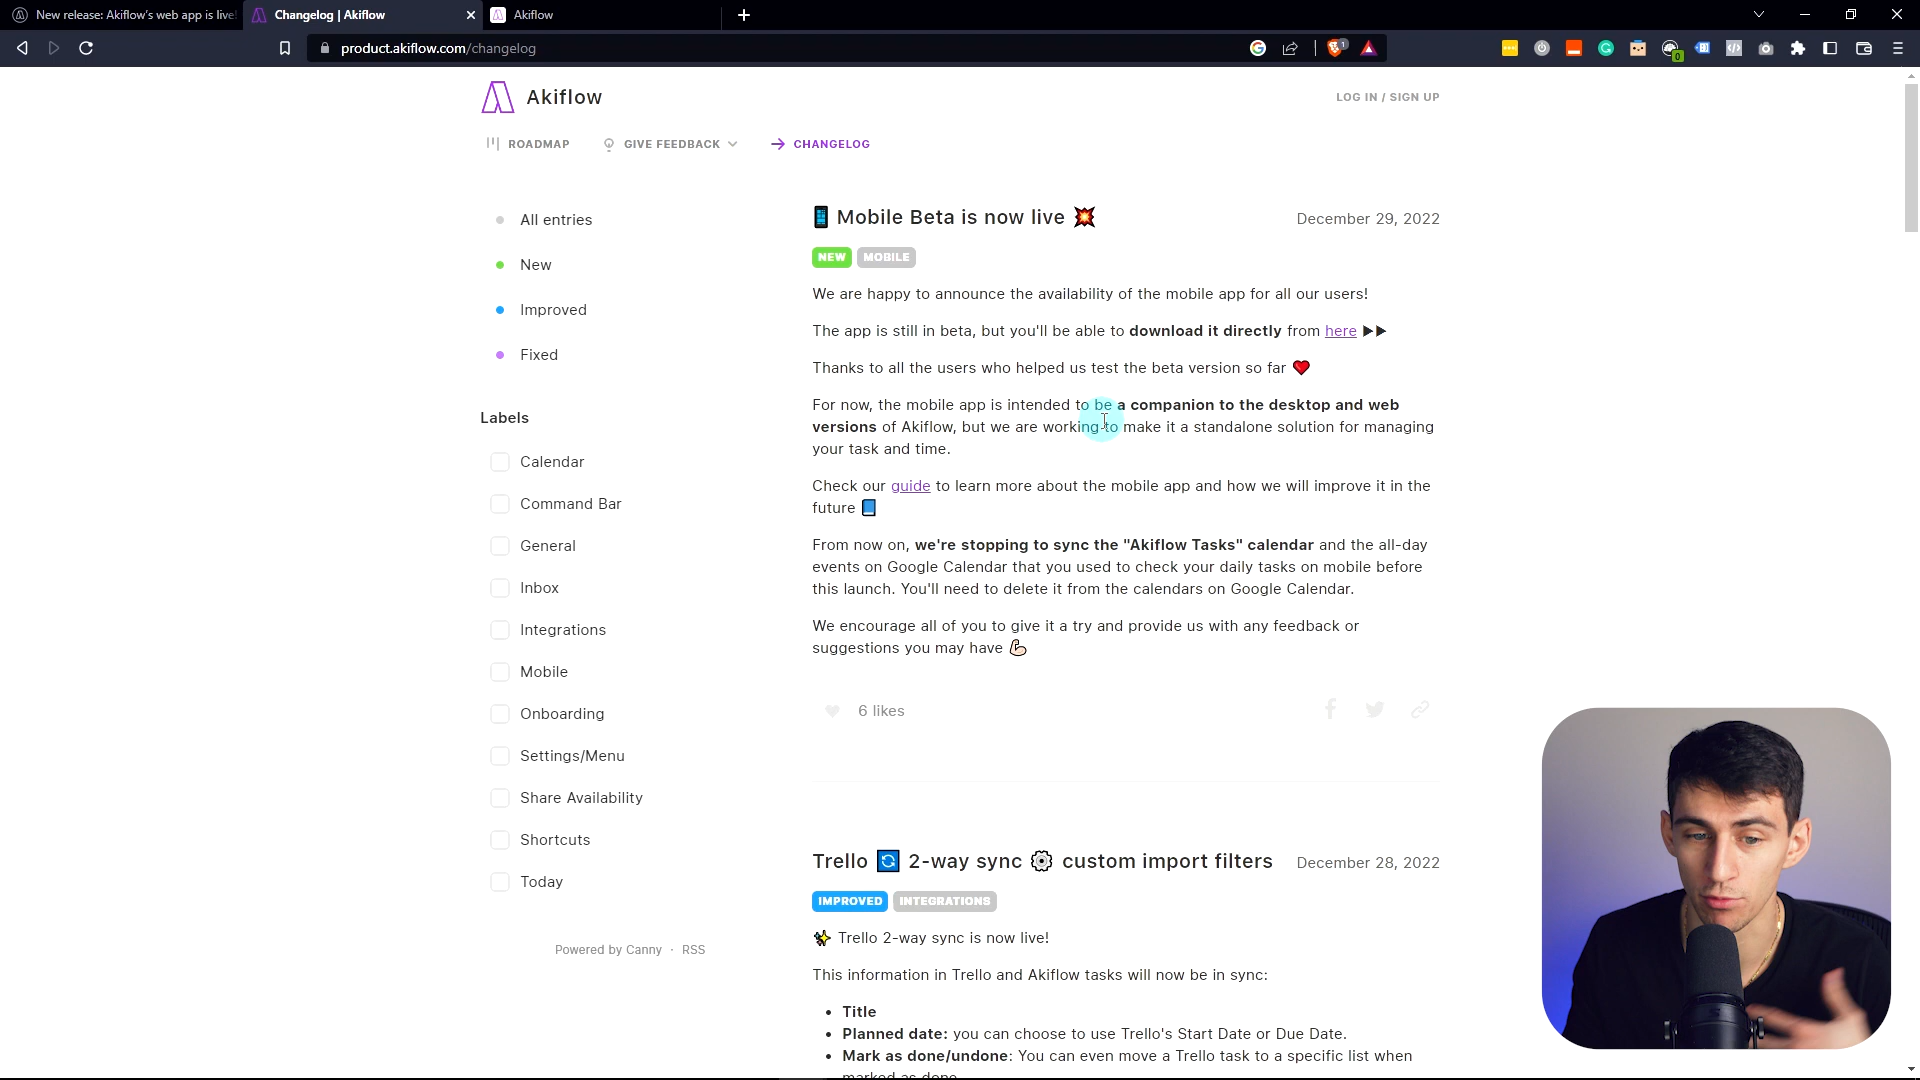 New release: Akiflow's web app is live!
Changelog | Akiflow
Akiflow
product.akiflow.com/changelog
1
0
Akiflow
LOG IN / SIGN UP
ROADMAP
GIVE FEEDBACK
CHANGELOG
All entries
New
Improved
Fixed
Labels
Calendar
Command Bar
General
Inbox
Integrations
Mobile
Onboarding
Settings/Menu
Share Availability
Shortcuts
Today
Powered by Canny · RSS
Mobile Beta is now live
December 29, 2022
NEW MOBILE
We are happy to announce the availability of the mobile app for all our users!
The app is still in beta, but you'll be able to download it directly from here
Thanks to all the users who helped us test the beta version so far
For now, the mobile app is intended to be a companion to the desktop and web
versions of Akiflow, but we are working to make it a standalone solution for managing
your task and time.
Check our guide to learn more about the mobile app and how we will improve it in the
future
From now on, we're stopping to sync the "Akiflow Tasks" calendar and the all-day
events on Google Calendar that you used to check your daily tasks on mobile before
this launch. You'll need to delete it from the calendars on Google Calendar.
We encourage all of you to give it a try and provide us with any feedback or
suggestions you may have
6 likes
Trello 2-way sync custom import filters
December 28, 2022
IMPROVED INTEGRATIONS
Trello 2-way sync is now live!
This information in Trello and Akiflow tasks will now be in sync:
• Title
• Planned date: you can choose to use Trello's Start Date or Due Date.
• Mark as done/undone: You can even move a Trello task to a specific list when
marked as done